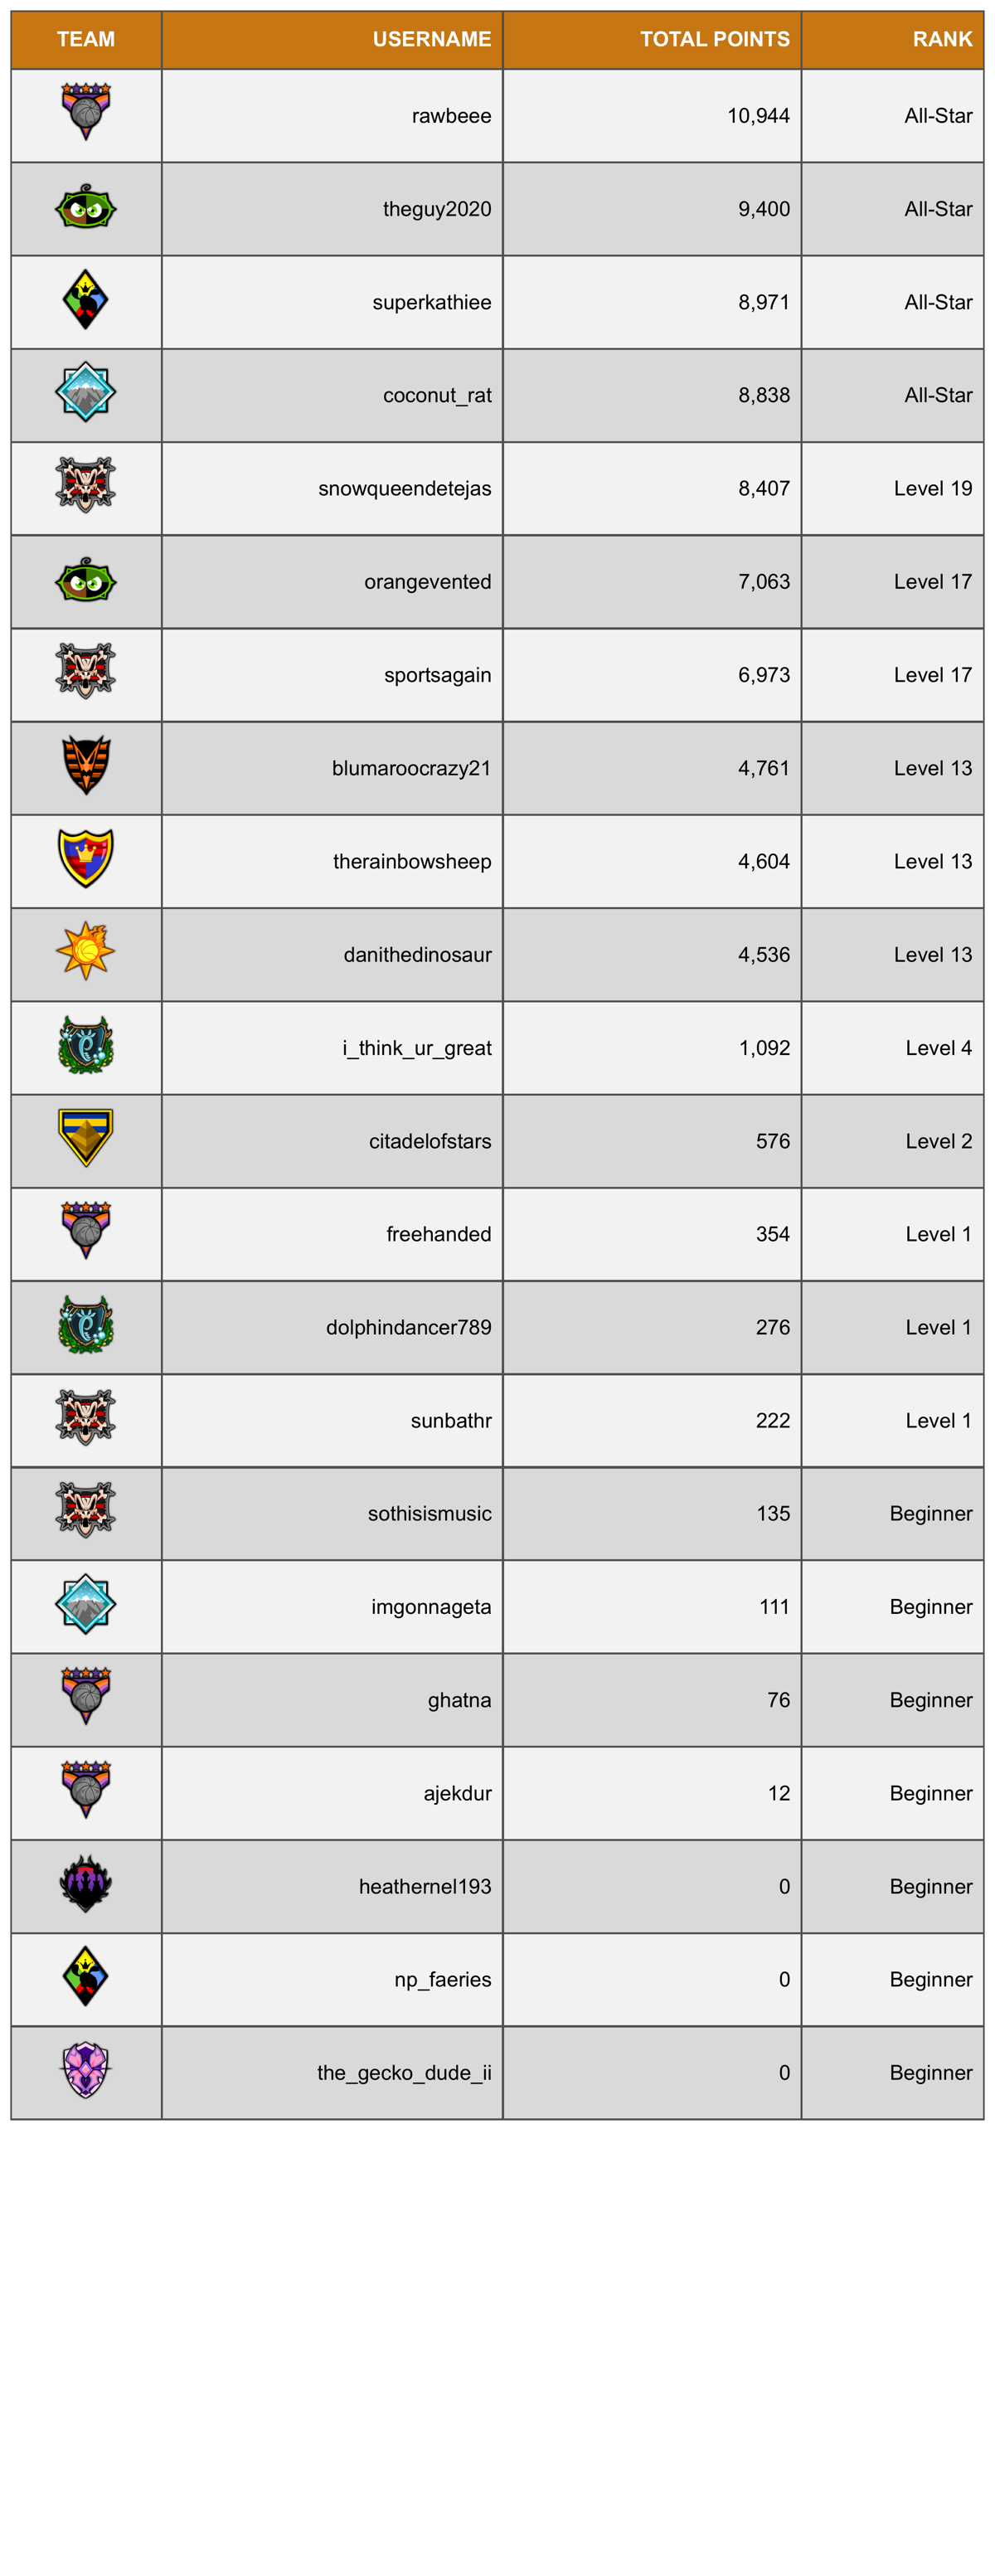 TEAM USERNAME TOTAL POINTS RANK
rawbeee 10,944 All-Star
theguy2020 9,400 All-Star
superkathiee 8,971 All-Star
coconut_rat 8,838 All-Star
snowqueendetejas 8,407 Level 19
orangevented 7,063 Level 17
sportsagain 6,973 Level 17
blumaroocrazy21 4,761 Level 13
therainbowsheep 4,604 Level 13
danithedinosaur 4,536 Level 13
i_think_ur_great 1,092 Level 4
citadelofstars 576 Level 2
freehanded 354 Level 1
dolphindancer789 276 Level 1
sunbathr 222 Level 1
sothisismusic 135 Beginner
imgonnageta 111 Beginner
ghatna 76 Beginner
ajekdur 12 Beginner
heathernel193 0 Beginner
np_faeries 0 Beginner
the_gecko_dude_ii 0 Beginner